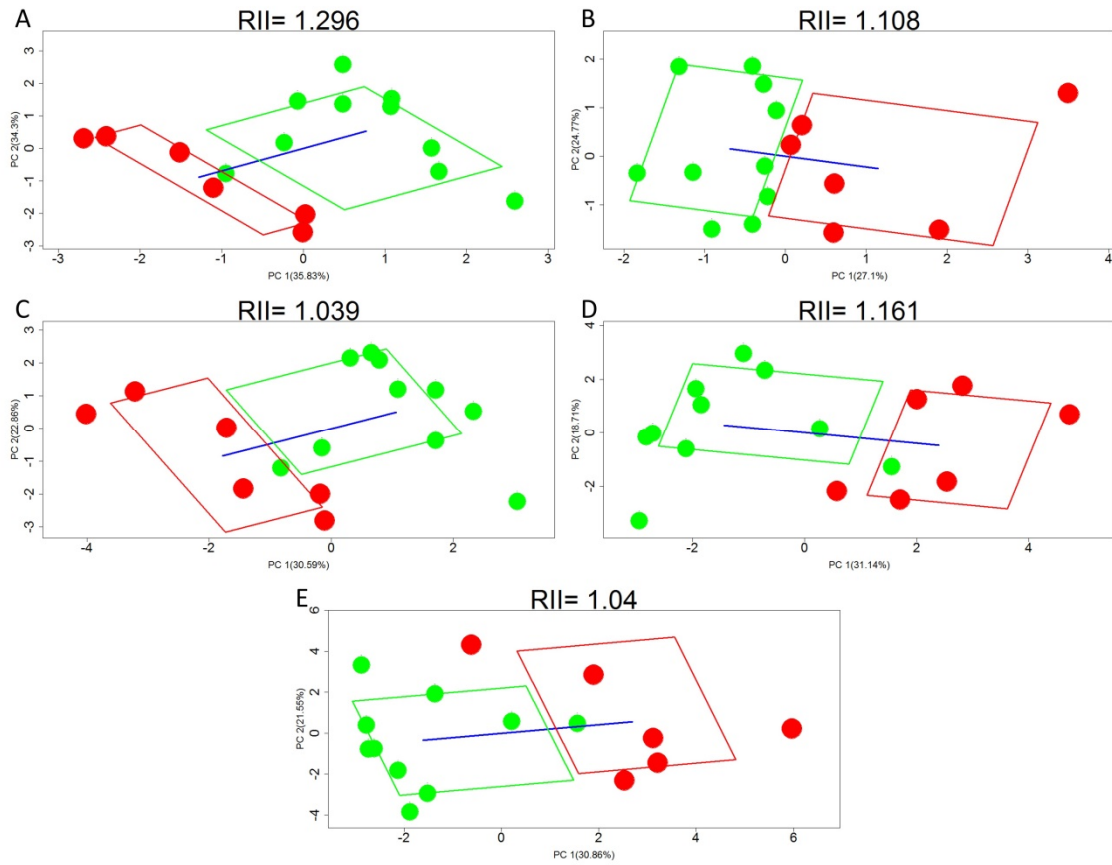 A
RII= 1.296
3
2
1
0
-1
-2
-3
PC 2(34.3%)
-3 -2 -1 0 1 2 3
PC 1(35.83%)
B
RII= 1.108
2
1
0
-1
PC 2(24.77%)
-2 -1 0 1 2 3 4
PC 1(27.1%)
C
RII= 1.039
3
2
1
0
-1
-2
-3
PC 2(22.86%)
-4 -2 0 2
PC 1(30.59%)
D
RII= 1.161
4
2
0
-2
PC 2(18.71%)
-2 0 2 4
PC 1(31.14%)
E
RII= 1.04
6
4
2
0
-2
-4
PC 2(21.55%)
-2 0 2 4 6
PC 1(30.86%)